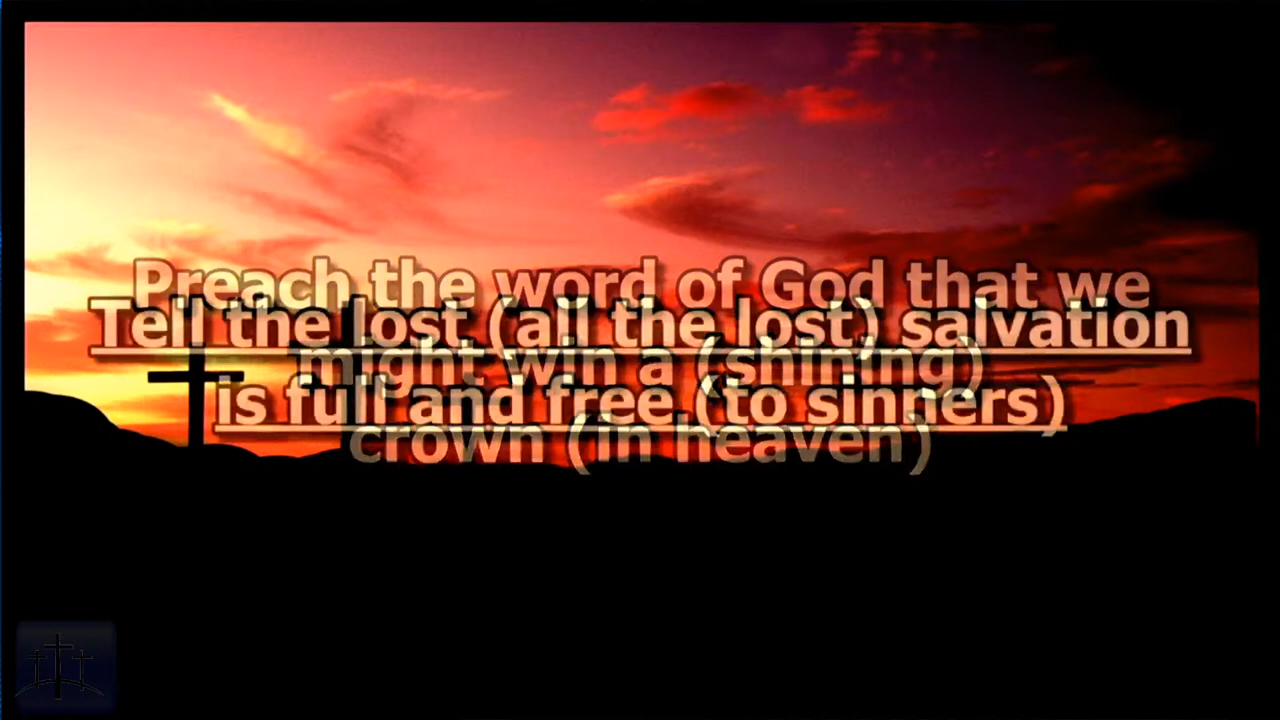 Preach the word of God that we
Tell the lost (all the lost) salvation
might win a (shining)
is full and free (to sinners)
crown (in heaven)